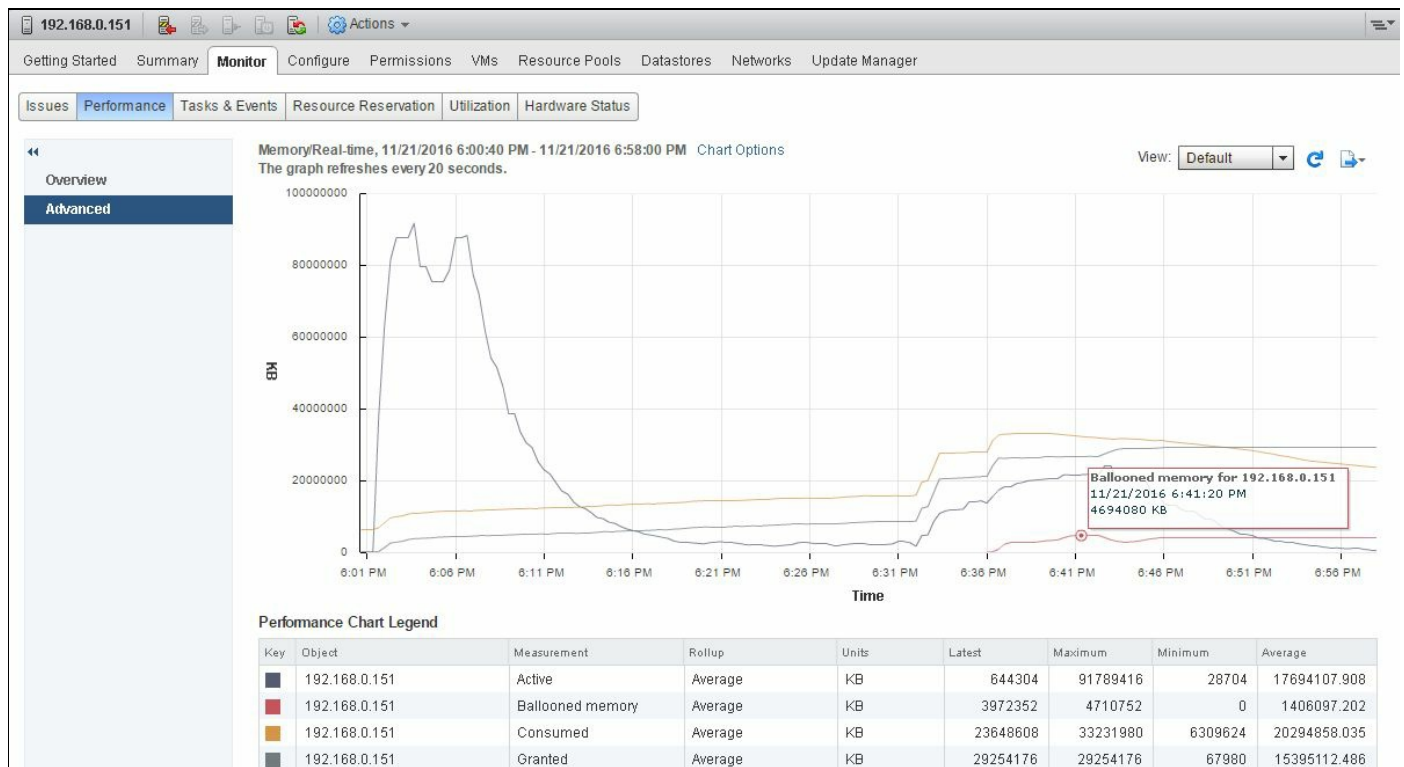 192.168.0.151 Actions
Getting Started Summary Monitor Configure Permissions VMs Resource Pools Datastores Networks Update Manager
Issues Performance Tasks & Events Resource Reservation Utilization Hardware Status
Overview
Advanced
Memory/Real-time, 11/21/2016 6:00:40 PM - 11/21/2016 6:58:00 PM Chart Options
The graph refreshes every 20 seconds.
View: Default
100000000
80000000
60000000
40000000
20000000
0
KB
Ballooned memory for 192.168.0.151
11/21/2016 6:41:20 PM
4694080 KB
6:01 PM 6:06 PM 6:11 PM 6:16 PM 6:21 PM 6:26 PM 6:31 PM 6:36 PM 6:41 PM 6:46 PM 6:51 PM 6:56 PM
Time
Performance Chart Legend
Key Object Measurement Rollup Units Latest Maximum Minimum Average
192.168.0.151 Active Average KB 644304 91789416 28704 17694107.908
192.168.0.151 Ballooned memory Average KB 3972352 4710752 0 1406097.202
192.168.0.151 Consumed Average KB 23648608 33231980 6309624 20294858.035
192.168.0.151 Granted Average KB 29254176 29254176 67980 15395112.486